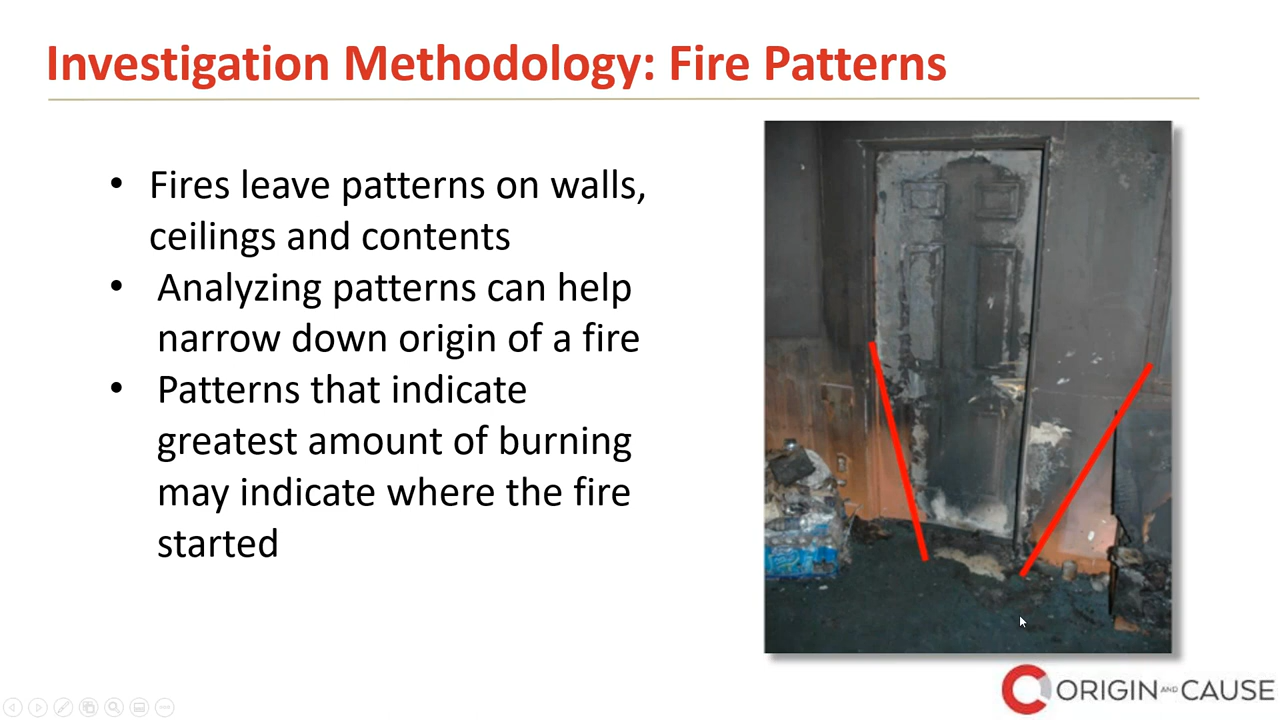 Investigation Methodology: Fire Patterns
• Fires leave patterns on walls,
ceilings and contents
• Analyzing patterns can help
narrow down origin of a fire
• Patterns that indicate
greatest amount of burning
may indicate where the fire
started
ORIGIN AND CAUSE